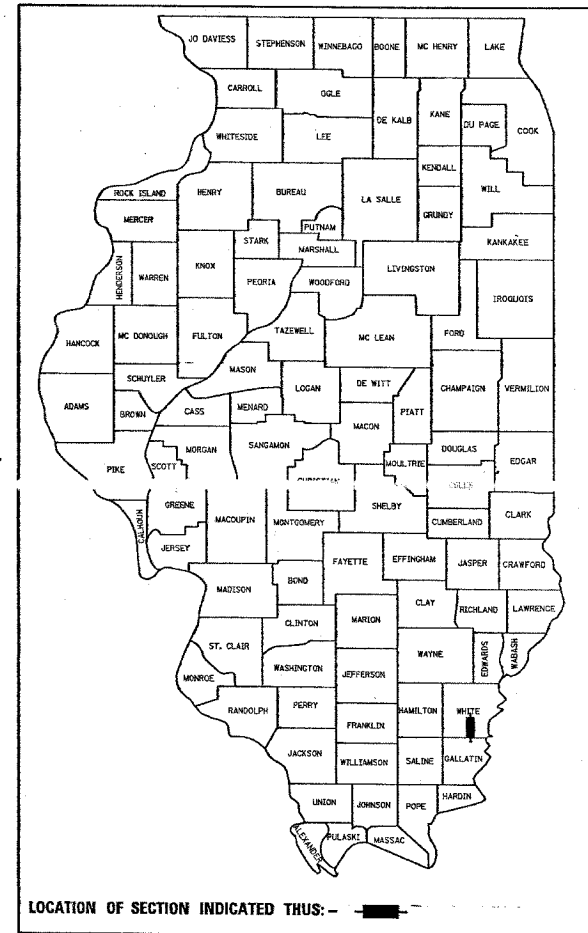 JO DAVIESS STEPHENSON WINNEBAGO BOONE MC HENRY LAKE
CARROLL OGLE DE KALB KANE DU PAGE COOK
WHITESIDE LEE
KENDALL WILL
ROCK ISLAND HENRY BUREAU LA SALLE GRUNDY
MERCER PUTNAM
STARK MARSHALL KANKAKEE
HENDERSON WARREN KNOX PEORIA WOODFORD LIVINGSTON IROQUOIS
HANCOCK MC DONOUGH FULTON TAZEWELL MC LEAN FORD
MASON
SCHUYLER LOGAN DE WITT CHAMPAIGN VERMILION
ADAMS BROWN CASS MENARD PIATT
MACON
MORGAN SANGAMON DOUGLAS EDGAR
PIKE SCOTT MOULTRIE
CHRISTIAN COLES
CALHOUN GREENE MACOUPIN MONTGOMERY SHELBY CUMBERLAND CLARK
JERSEY FAYETTE EFFINGHAM JASPER CRAWFORD
MADISON BOND
CLAY RICHLAND LAWRENCE
CLINTON MARION
ST. CLAIR WAYNE EDWARDS WABASH
WASHINGTON JEFFERSON
MONROE
RANDOLPH PERRY HAMILTON WHITE
FRANKLIN
JACKSON WILLIAMSON SALINE GALLATIN
HARDIN
UNION JOHNSON POPE
ALEXANDER PULASKI MASSAC
LOCATION OF SECTION INDICATED THUS: -